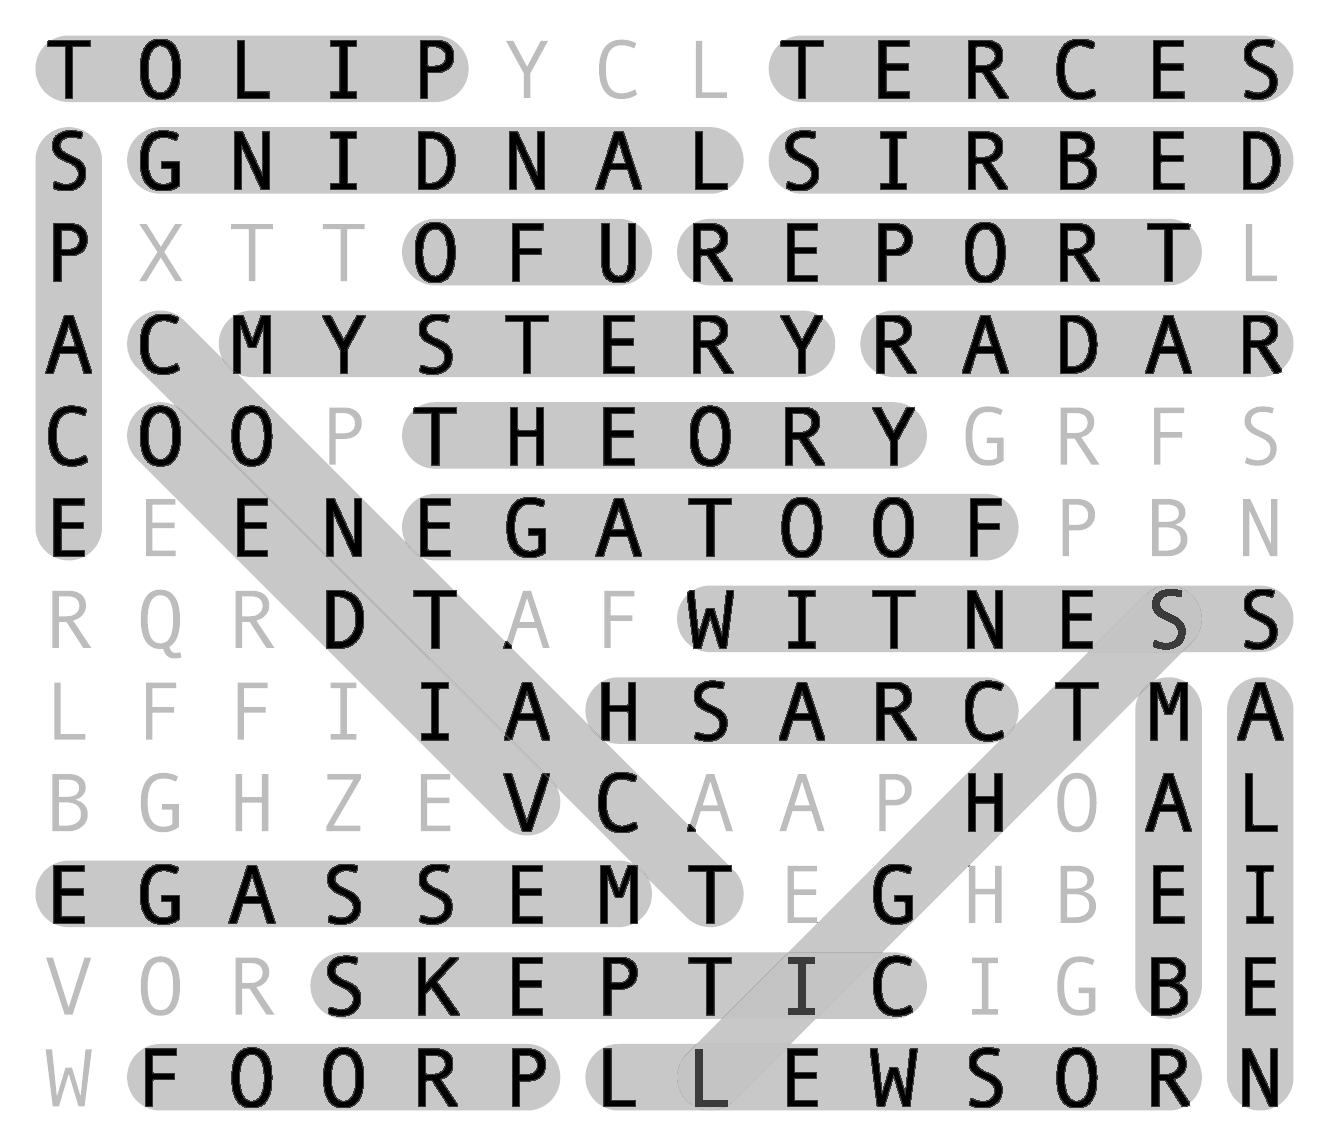 T O L I P Y C L T E R C E S
S G N I D N A L S I R B E D
P X T T O F U R E P O R T L
A C M Y S T E R Y R A D A R
C O O P T H E O R Y G R F S
E E E N E G A T O O F P B N
R Q R D T A F W I T N E S S
L F F I I A H S A R C T M A
B G H Z E V C A A P H O A L
E G A S S E M T E G H B E I
V O R S K E P T I C I G B E
W F O O R P L L E W S O R N